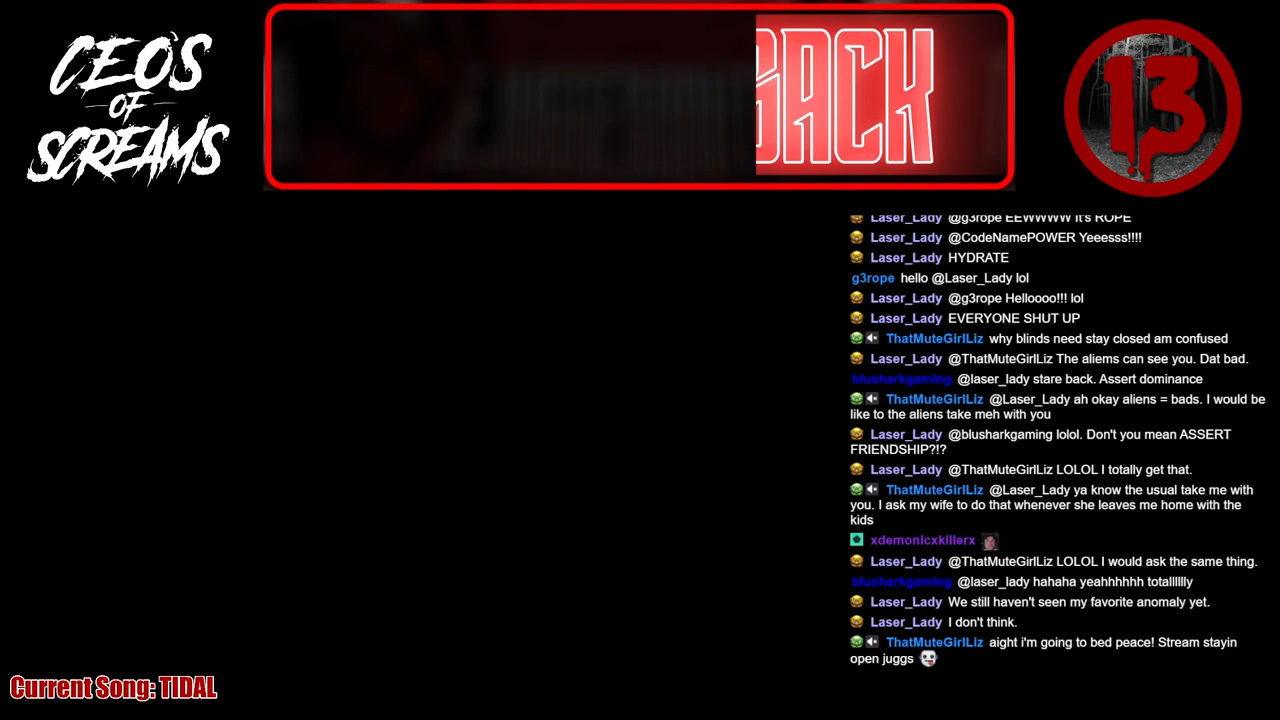 CEO'S
OF
SCREAMS
SACK
13
Laser_Lady @g3rope EEWWWW It's ROPE
Laser_Lady @CodeNamePOWER Yeeesss!!!!
Laser_Lady HYDRATE
g3rope hello @Laser_Lady lol
Laser_Lady @g3rope Helloooo!!! lol
Laser_Lady EVERYONE SHUT UP
ThatMuteGirlLiz why blinds need stay closed am confused
Laser_Lady @ThatMuteGirlLiz The aliems can see you. Dat bad.
blusharkgaming @laser_lady stare back. Assert dominance
ThatMuteGirlLiz @Laser_Lady ah okay aliens = bads. I would be
like to the aliens take meh with you
Laser_Lady @blusharkgaming lolol. Don't you mean ASSERT
FRIENDSHIP?!?
Laser_Lady @ThatMuteGirlLiz LOLOL I totally get that.
ThatMuteGirlLiz @Laser_Lady ya know the usual take me with
you. I ask my wife to do that whenever she leaves me home with the
kids
xdemonicxkillerx
Laser_Lady @ThatMuteGirlLiz LOLOL I would ask the same thing.
blusharkgaming @laser_lady hahaha yeahhhhhh totalllllly
Laser_Lady We still haven't seen my favorite anomaly yet.
Laser_Lady I don't think.
ThatMuteGirlLiz aight i'm going to bed peace! Stream stayin
open juggs
Current Song: TIDAL